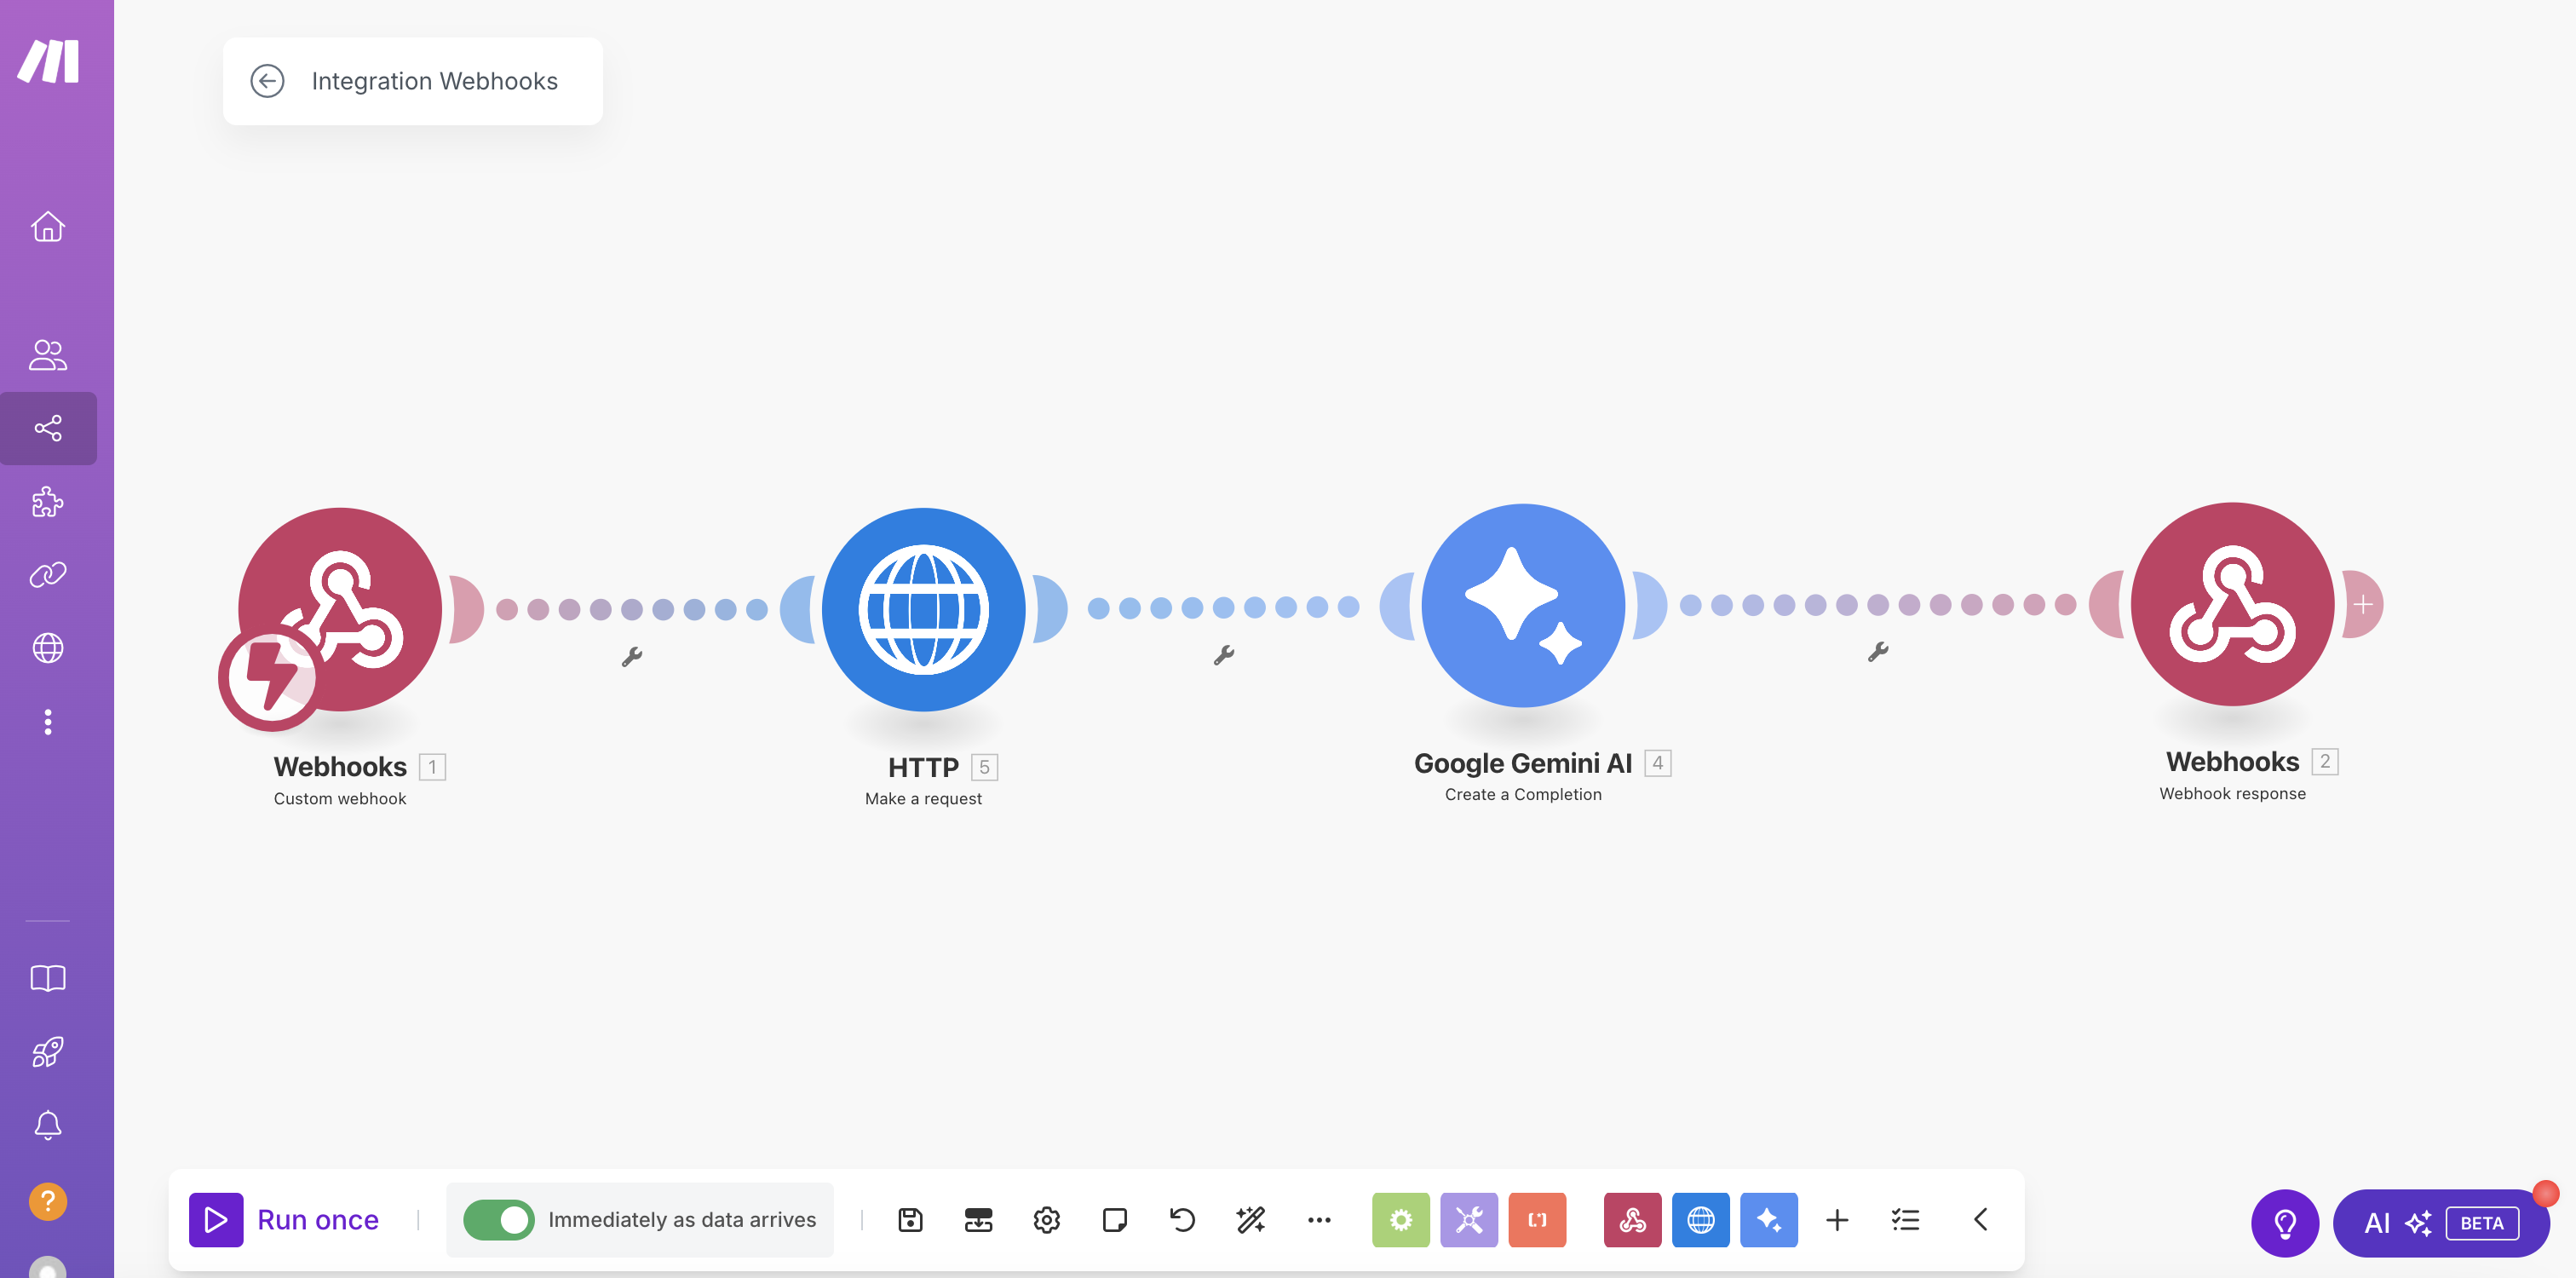 Integration Webhooks
Webhooks 1
Custom webhook
HTTP 5
Make a request
Google Gemini AI 4
Create a Completion
Webhooks 2
Webhook response
?
Run once
Immediately as data arrives
[.*]
AI BETA